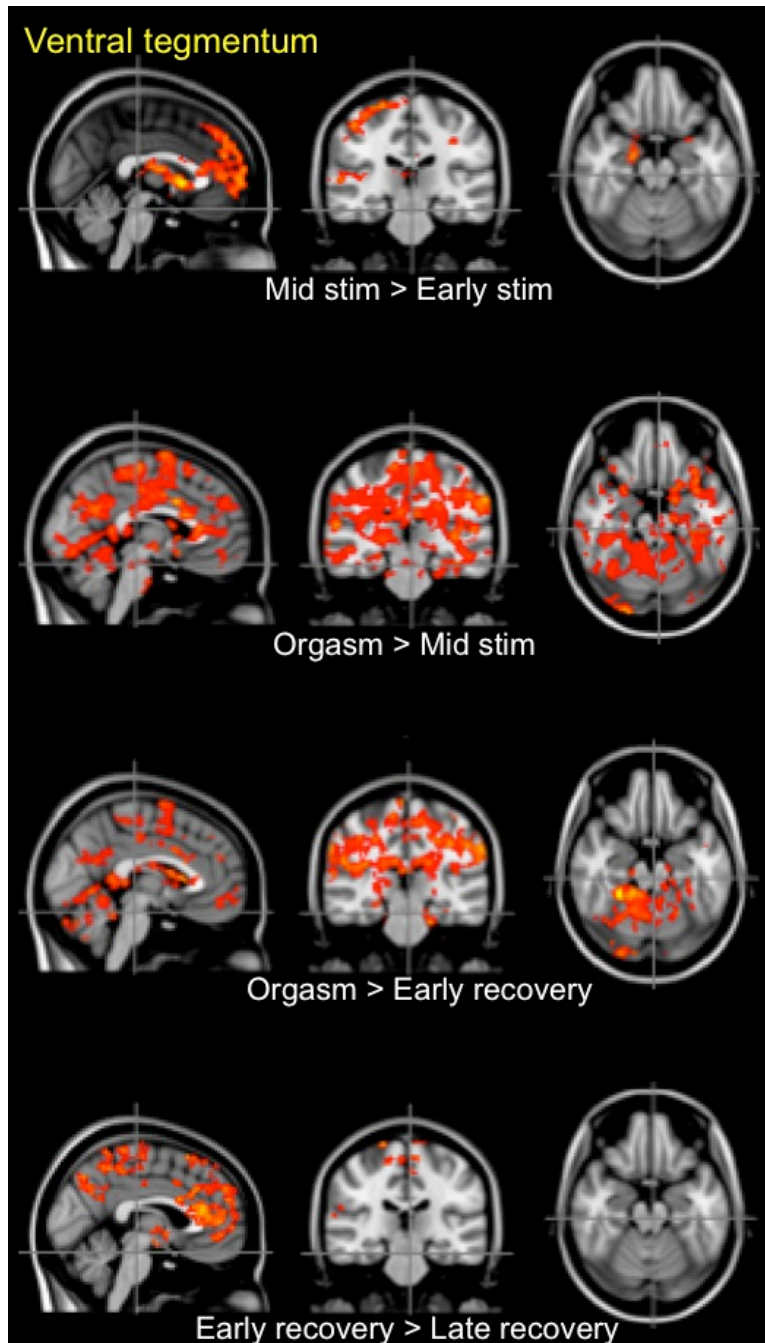 Ventral tegmentum
Mid stim > Early stim
Orgasm > Mid stim
Orgasm > Early recovery
Early recovery > Late recovery